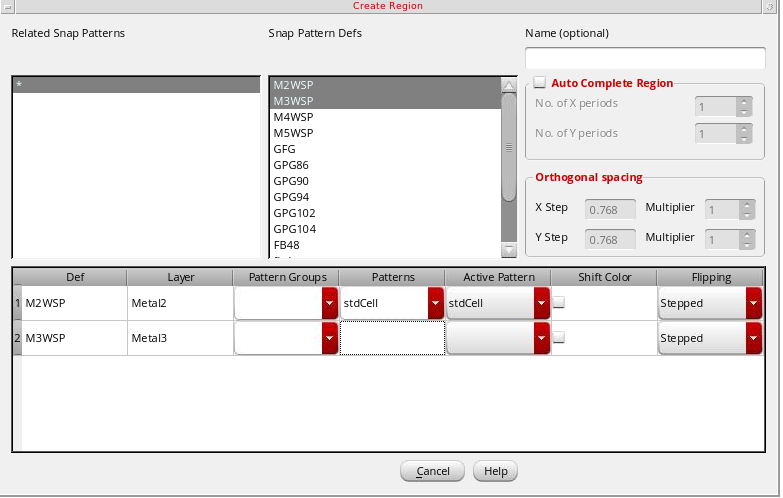 Create Region
Related Snap Patterns
*
Snap Pattern Defs
M2WSP
M3WSP
M4WSP
M5WSP
GFG
GPG86
GPG90
GPG94
GPG102
GPG104
FB48
Name (optional)
Auto Complete Region
No. of X periods 1
No. of Y periods 1
Orthogonal spacing
X Step 0.768 Multiplier 1
Y Step 0.768 Multiplier 1
Def Layer Pattern Groups Patterns Active Pattern Shift Color Flipping
1 M2WSP Metal2 stdCell stdCell Stepped
2 M3WSP Metal3 Stepped
Cancel Help